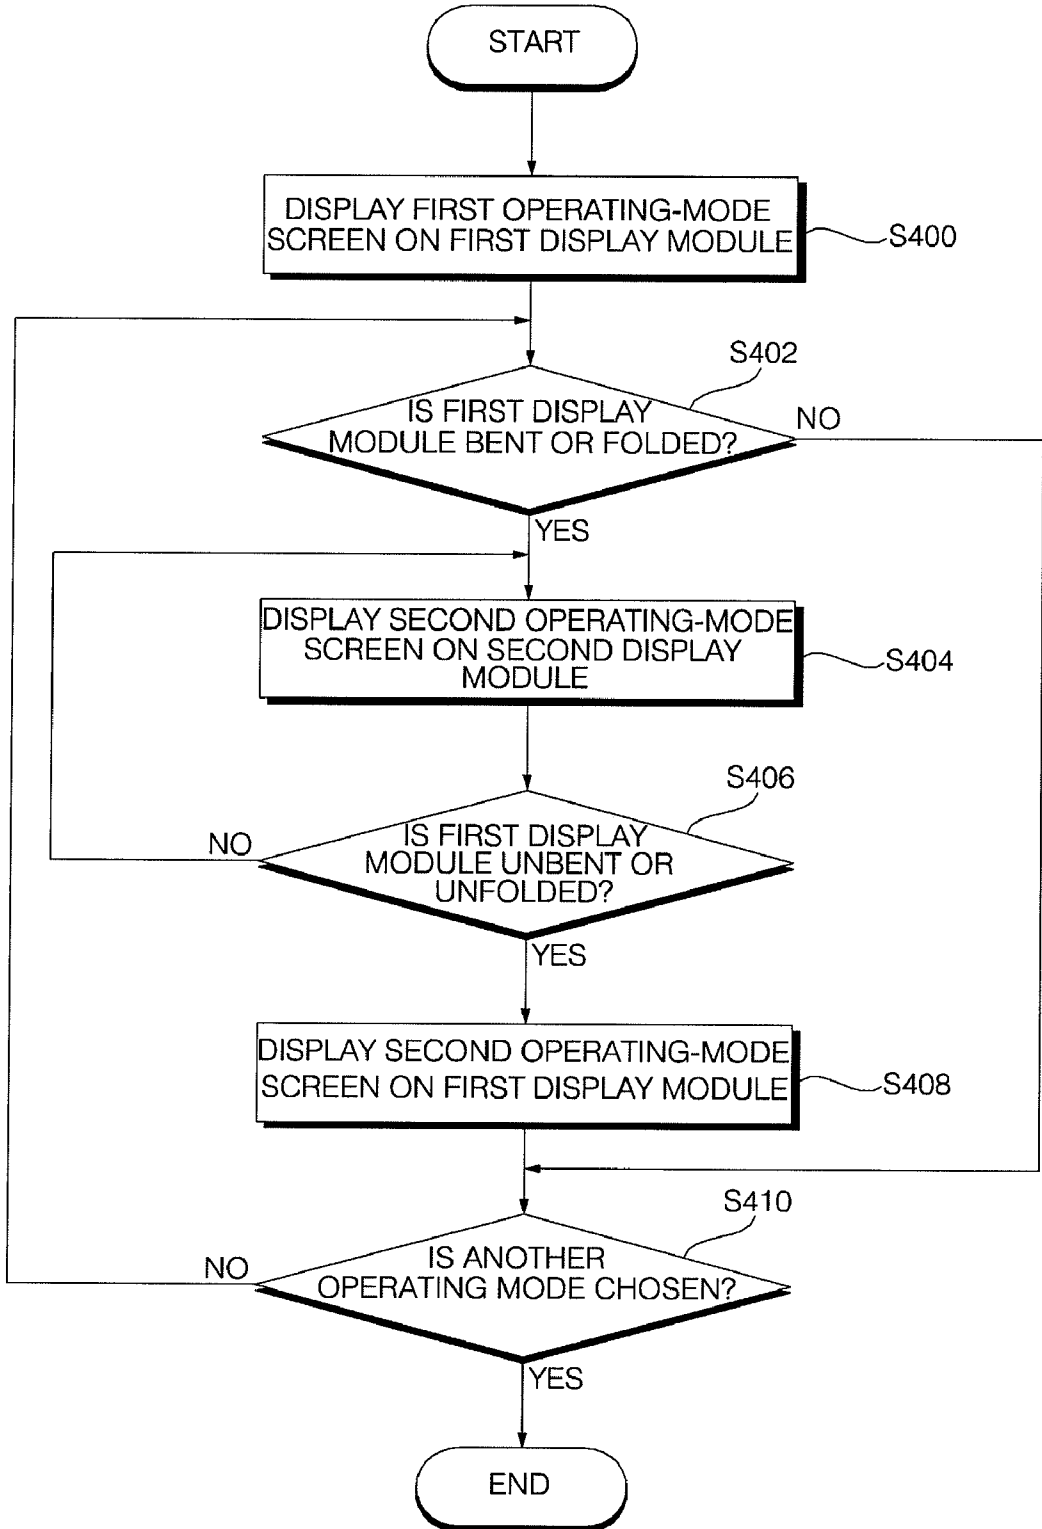 START
DISPLAY FIRST OPERATING-MODE
SCREEN ON FIRST DISPLAY MODULE
S400
S402
IS FIRST DISPLAY
MODULE BENT OR FOLDED?
NO
YES
DISPLAY SECOND OPERATING-MODE
SCREEN ON SECOND DISPLAY
MODULE
S404
S406
IS FIRST DISPLAY
MODULE UNBENT OR
UNFOLDED?
NO
YES
DISPLAY SECOND OPERATING-MODE
SCREEN ON FIRST DISPLAY MODULE
S408
S410
IS ANOTHER
OPERATING MODE CHOSEN?
NO
YES
END